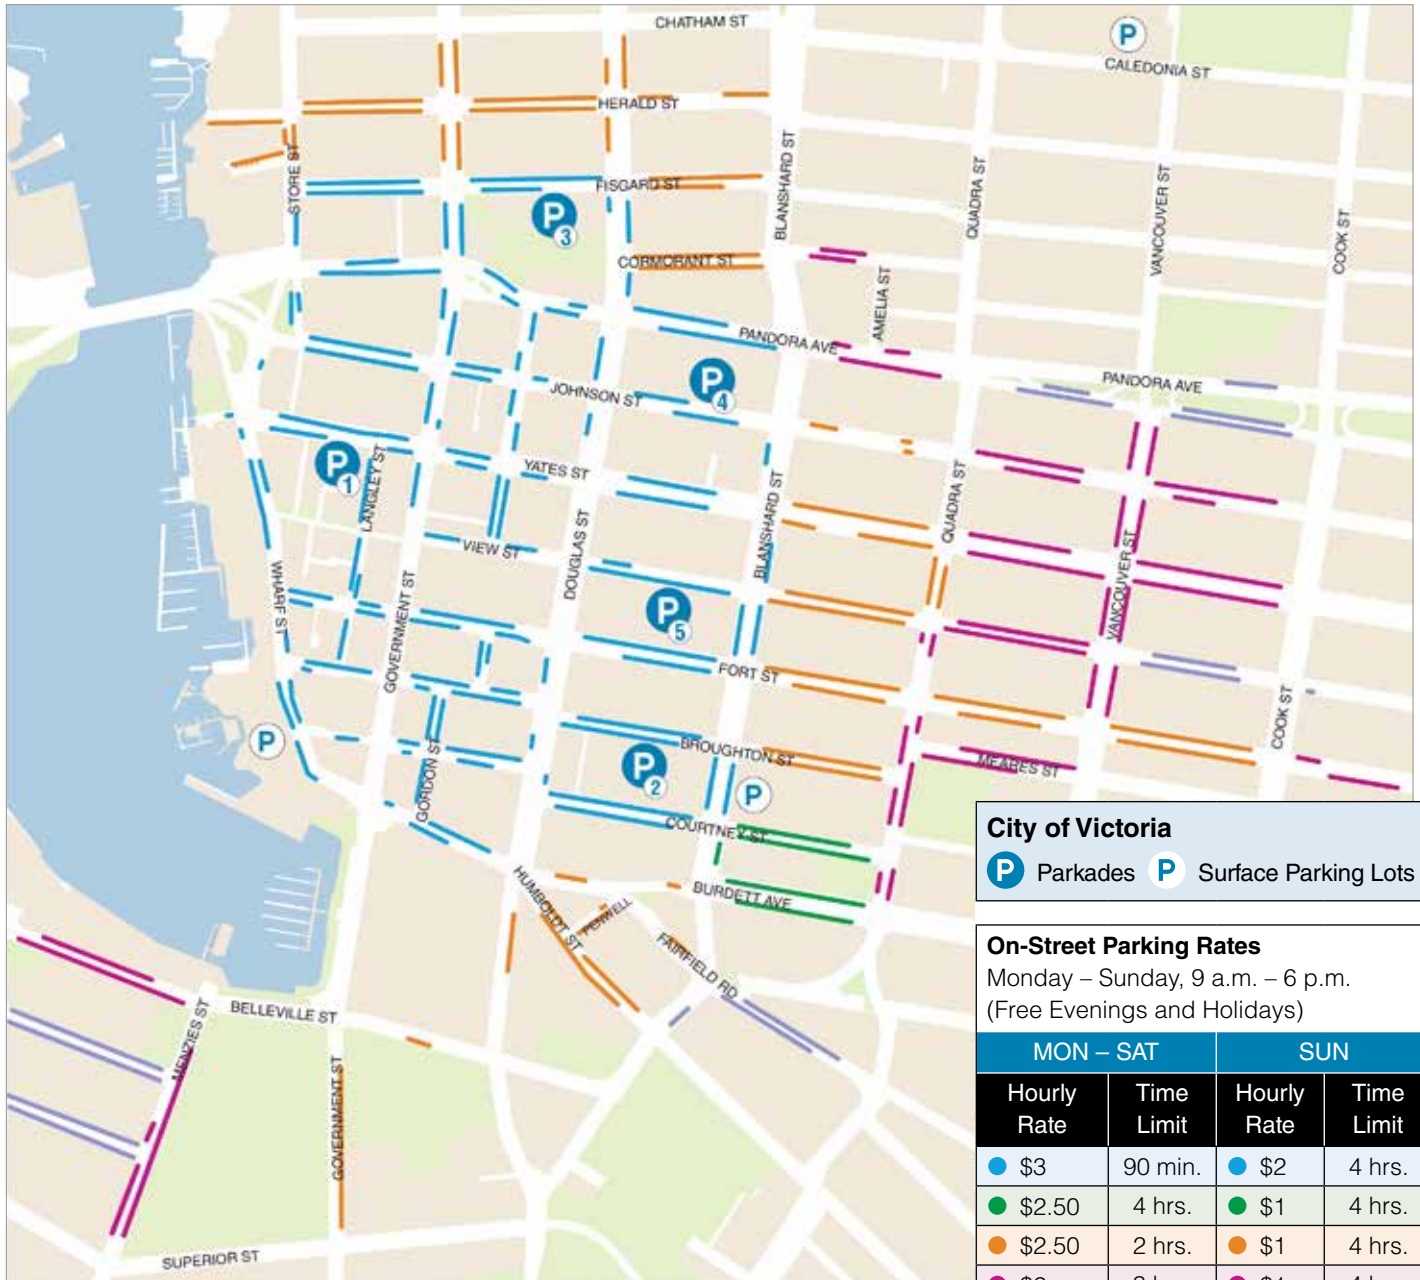 CHATHAM ST
P
CALEDONIA ST
HERALD ST
STORE ST
BLANSHARD ST
QUADRA ST
VANCOUVER ST
COOK ST
FISGARD ST
P 3
CORMORANT ST
AMELIA ST
PANDORA AVE
PANDORA AVE
P 4
JOHNSON ST
P 1
LANGLEY ST
YATES ST
BLANSHARD ST
QUADRA ST
VIEW ST
DOUGLAS ST
VANCOUVER ST
WHARF ST
GOVERNMENT ST
P 5
FORT ST
COOK ST
P
GORDON ST
BROUGHTON ST
P 2
MEARES ST
P
COURTNEY ST
HUMBOLDT ST
PENWELL
BURDETT AVE
FAIRFIELD RD
BELLEVILLE ST
MENZIES ST
GOVERNMENT ST
SUPERIOR ST
City of Victoria
P Parkades P Surface Parking Lots
On-Street Parking Rates
Monday – Sunday, 9 a.m. – 6 p.m.
(Free Evenings and Holidays)
MON – SAT SUN
Hourly Rate Time Limit Hourly Rate Time Limit
$3 90 min. $2 4 hrs.
$2.50 4 hrs. $1 4 hrs.
$2.50 2 hrs. $1 4 hrs.